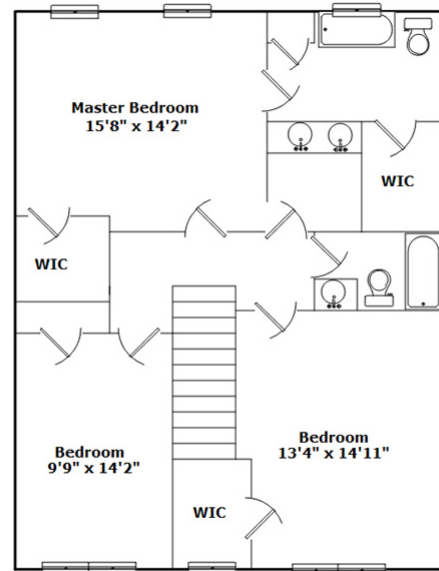 Master Bedroom
15'8" x 14'2"
WIC
WIC
Bedroom
9'9" x 14'2"
Bedroom
13'4" x 14'11"
WIC